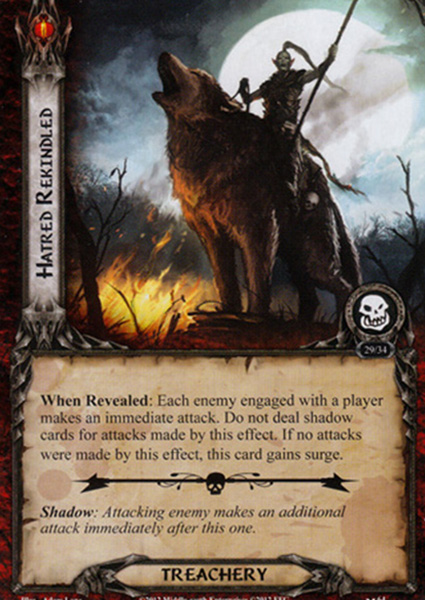 HATRED REKINDLED
29/34
When Revealed: Each enemy engaged with a player
makes an immediate attack. Do not deal shadow
cards for attacks made by this effect. If no attacks
were made by this effect, this card gains surge.
Shadow: Attacking enemy makes an additional
attack immediately after this one.
TREACHERY